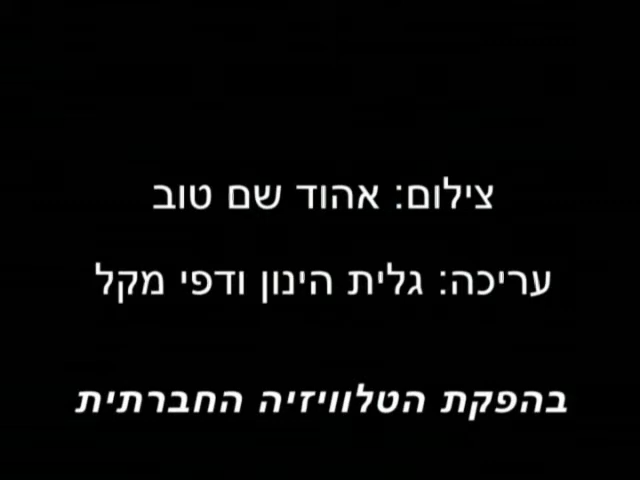 צילום: אהוד שם טוב
עריכה: גלית הינון ודפי מקל
בהפקת הטלוויזיה החברתית